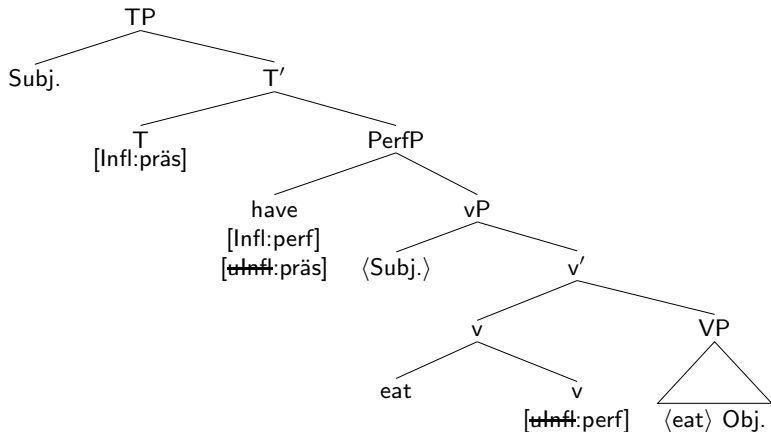 TP
Subj. T′
T PerfP
[Infl:präs]
have vP
[Infl:perf]
[uInfl:präs] ⟨Subj.⟩ v′
v VP
eat v
[uInfl:perf] ⟨eat⟩ Obj.